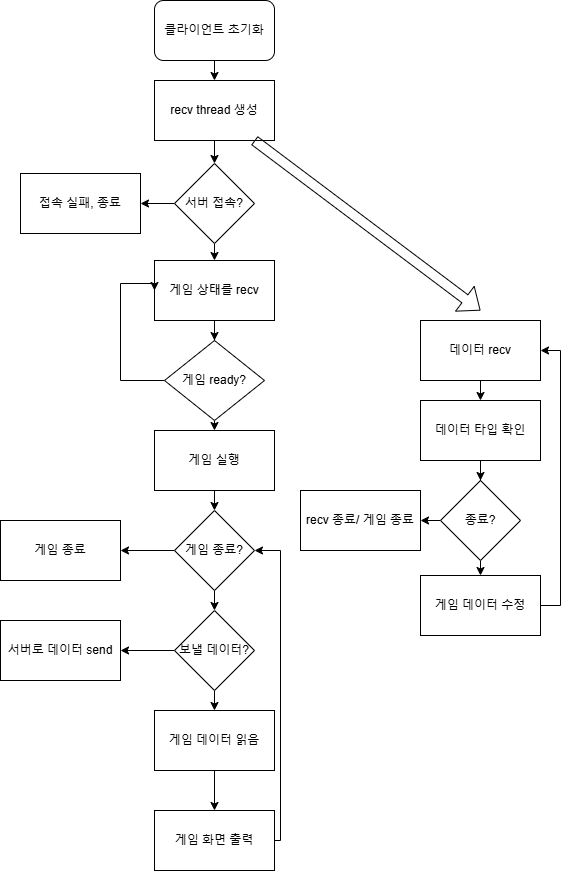 클라이언트 초기화
recv thread 생성
서버 접속?
접속 실패, 종료
게임 상태를 recv
게임 ready?
게임 실행
게임 종료?
게임 종료
보낼 데이터?
서버로 데이터 send
게임 데이터 읽음
게임 화면 출력
데이터 recv
데이터 타입 확인
종료?
recv 종료/ 게임 종료
게임 데이터 수정